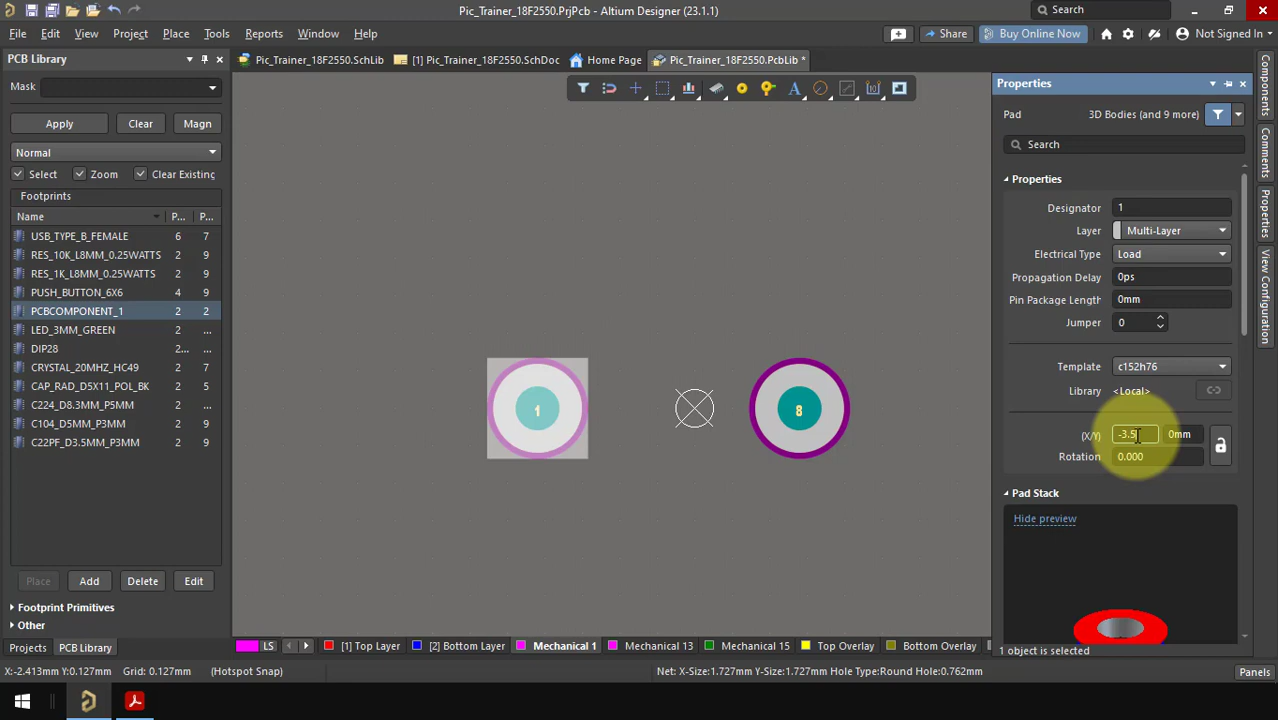 Pic_Trainer_18F2550.PrjPcb - Altium Designer (23.1.1)
Search
File Edit View Project Place Tools Reports Window Help
Share
Buy Online Now
Not Signed In
PCB Library
Pic_Trainer_18F2550.SchLib
[1] Pic_Trainer_18F2550.SchDoc
Home Page
Pic_Trainer_18F2550.PcbLib *
Mask
Apply Clear Magn
Normal
Select Zoom Clear Existing
Footprints
Name P... P...
USB_TYPE_B_FEMALE 6 7
RES_10K_L8MM_0.25WATTS 2 9
RES_1K_L8MM_0.25WATTS 2 9
PUSH_BUTTON_6X6 4 9
PCBCOMPONENT_1 2 2
LED_3MM_GREEN 2 ...
DIP28 2... ...
CRYSTAL_20MHZ_HC49 2 7
CAP_RAD_D5X11_POL_BK 2 5
C224_D8.3MM_P5MM 2 9
C104_D5MM_P3MM 2 9
C22PF_D3.5MM_P3MM 2 9
Place Add Delete Edit
Footprint Primitives
Other
Projects PCB Library
1
8
Properties
Pad 3D Bodies (and 9 more)
Search
Properties
Designator 1
Layer Multi-Layer
Electrical Type Load
Propagation Delay 0ps
Pin Package Length 0mm
Jumper 0
Template c152h76
Library <Local>
(X/Y) -3.5 0mm
Rotation 0.000
Pad Stack
Hide preview
1 object is selected
Components
Comments
Properties
View Configuration
LS [1] Top Layer [2] Bottom Layer Mechanical 1 Mechanical 13 Mechanical 15 Top Overlay Bottom Overlay
X:-2.413mm Y:0.127mm Grid: 0.127mm (Hotspot Snap)
Net: X-Size:1.727mm Y-Size:1.727mm Hole Type:Round Hole:0.762mm
Panels